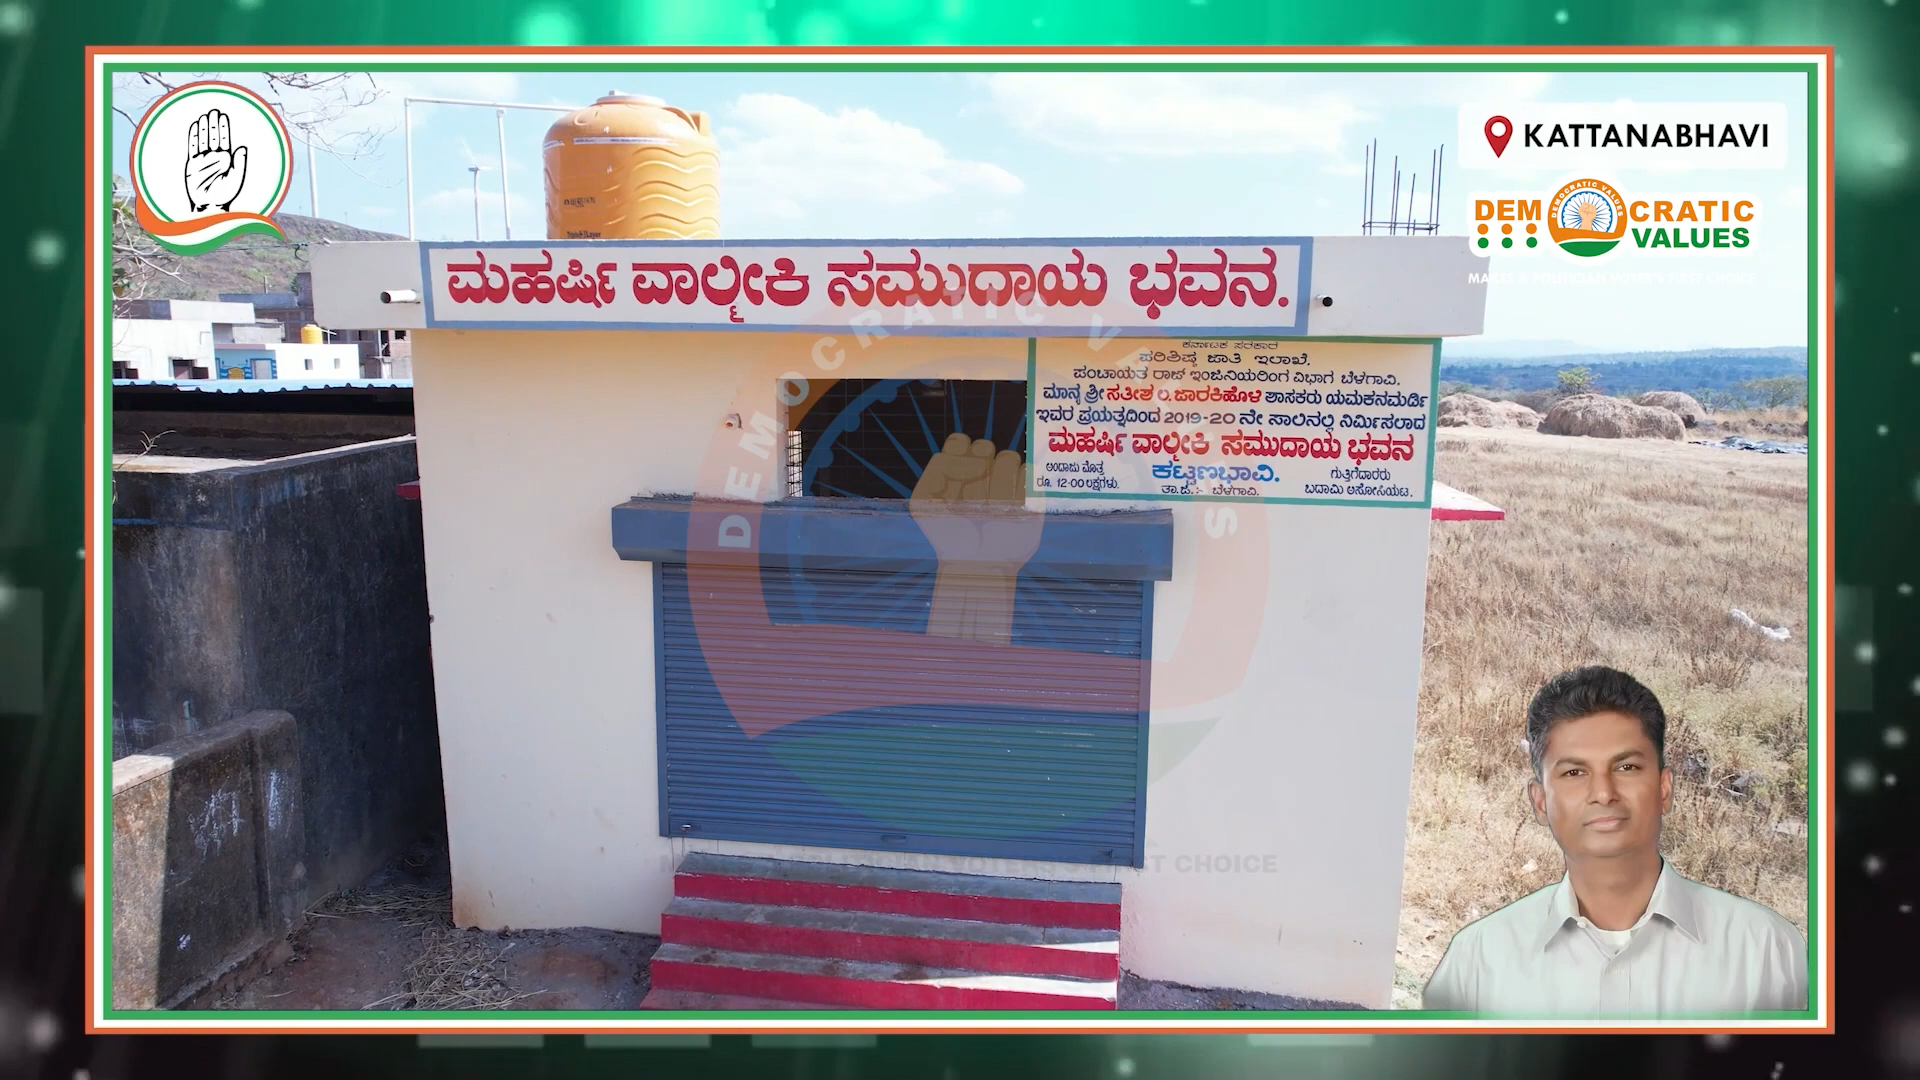 KATTANABHAVI
DEMOCRATIC
VALUES
ಮಹರ್ಷಿ ವಾಲ್ಮೀಕಿ ಸಮುದಾಯ ಭವನ.
ಕರ್ನಾಟಕ ಸರಕಾರ
ಪರಿಶಿಷ್ಠ ಜಾತಿ ಇಲಾಖೆ.
ಪಂಚಾಯತ ರಾಜ್ ಇಂಜಿನಿಯರಿಂಗ ವಿಭಾಗ ಬೆಳಗಾವಿ.
ಮಾನ್ಯ ಶ್ರೀ ಸತೀಶ ಲ. ಜಾರಕಿಹೊಳಿ ಶಾಸಕರು ಯಮಕನಮರ್ಡಿ
ಇವರ ಪ್ರಯತ್ನದಿಂದ 2019-20 ನೇ ಸಾಲಿನಲ್ಲಿ ನಿರ್ಮಿಸಲಾದ
ಮಹರ್ಷಿ ವಾಲ್ಮೀಕಿ ಸಮುದಾಯ ಭವನ
ಕಟ್ಟಣಭಾವಿ.
ಅಂದಾಜು ಮೊತ್ತ
ರೂ. 12.00 ಲಕ್ಷಗಳು.
ತಾ.ಜಿ:- ಬೆಳಗಾವಿ.
ಗುತ್ತಿಗೆದಾರರು
ಬದಾಮಿ ಅಸೋಸಿಯಟ.
DEMOCRATIC VALUES